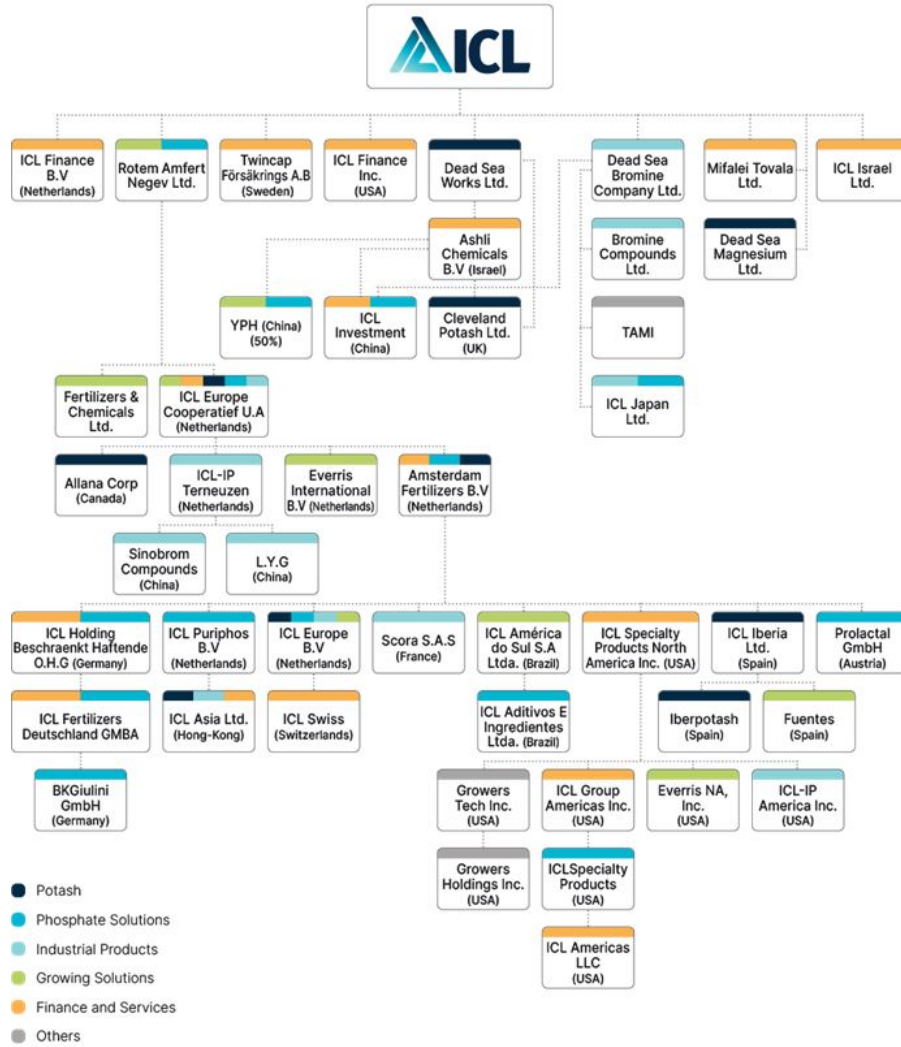 ICL
ICL Finance
B.V
(Netherlands)
Rotem Amfert
Negev Ltd.
Twincap
Försäkrings A.B
(Sweden)
ICL Finance
Inc.
(USA)
Dead Sea
Works Ltd.
Dead Sea
Bromine
Company Ltd.
Mifalei Tovala
Ltd.
ICL Israel
Ltd.
Ashli
Chemicals
B.V (Israel)
Bromine
Compounds
Ltd.
Dead Sea
Magnesium
Ltd.
YPH (China)
(50%)
ICL
Investment
(China)
Cleveland
Potash Ltd.
(UK)
TAMI
Fertilizers &
Chemicals
Ltd.
ICL Europe
Cooperatief U.A
(Netherlands)
ICL Japan
Ltd.
Allana Corp
(Canada)
ICL-IP
Terneuzen
(Netherlands)
Everris
International
B.V (Netherlands)
Amsterdam
Fertilizers B.V
(Netherlands)
Sinobrom
Compounds
(China)
L.Y.G
(China)
ICL Holding
Beschraenkt Haftende
O.H.G (Germany)
ICL Puriphos
B.V
(Netherlands)
ICL Europe
B.V
(Netherlands)
Scora S.A.S
(France)
ICL América
do Sul S.A
Ltda. (Brazil)
ICL Specialty
Products North
America Inc. (USA)
ICL Iberia
Ltd.
(Spain)
Prolactal
GmbH
(Austria)
ICL Fertilizers
Deutschland GMBA
ICL Asia Ltd.
(Hong-Kong)
ICL Swiss
(Switzerlands)
ICL Aditivos E
Ingredientes
Ltda. (Brazil)
Iberpotash
(Spain)
Fuentes
(Spain)
BKGiulini
GmbH
(Germany)
Growers
Tech Inc.
(USA)
ICL Group
Americas Inc.
(USA)
Everris NA,
Inc.
(USA)
ICL-IP
America Inc.
(USA)
Growers
Holdings Inc.
(USA)
ICLSpecialty
Products
(USA)
ICL Americas
LLC
(USA)
Potash
Phosphate Solutions
Industrial Products
Growing Solutions
Finance and Services
Others